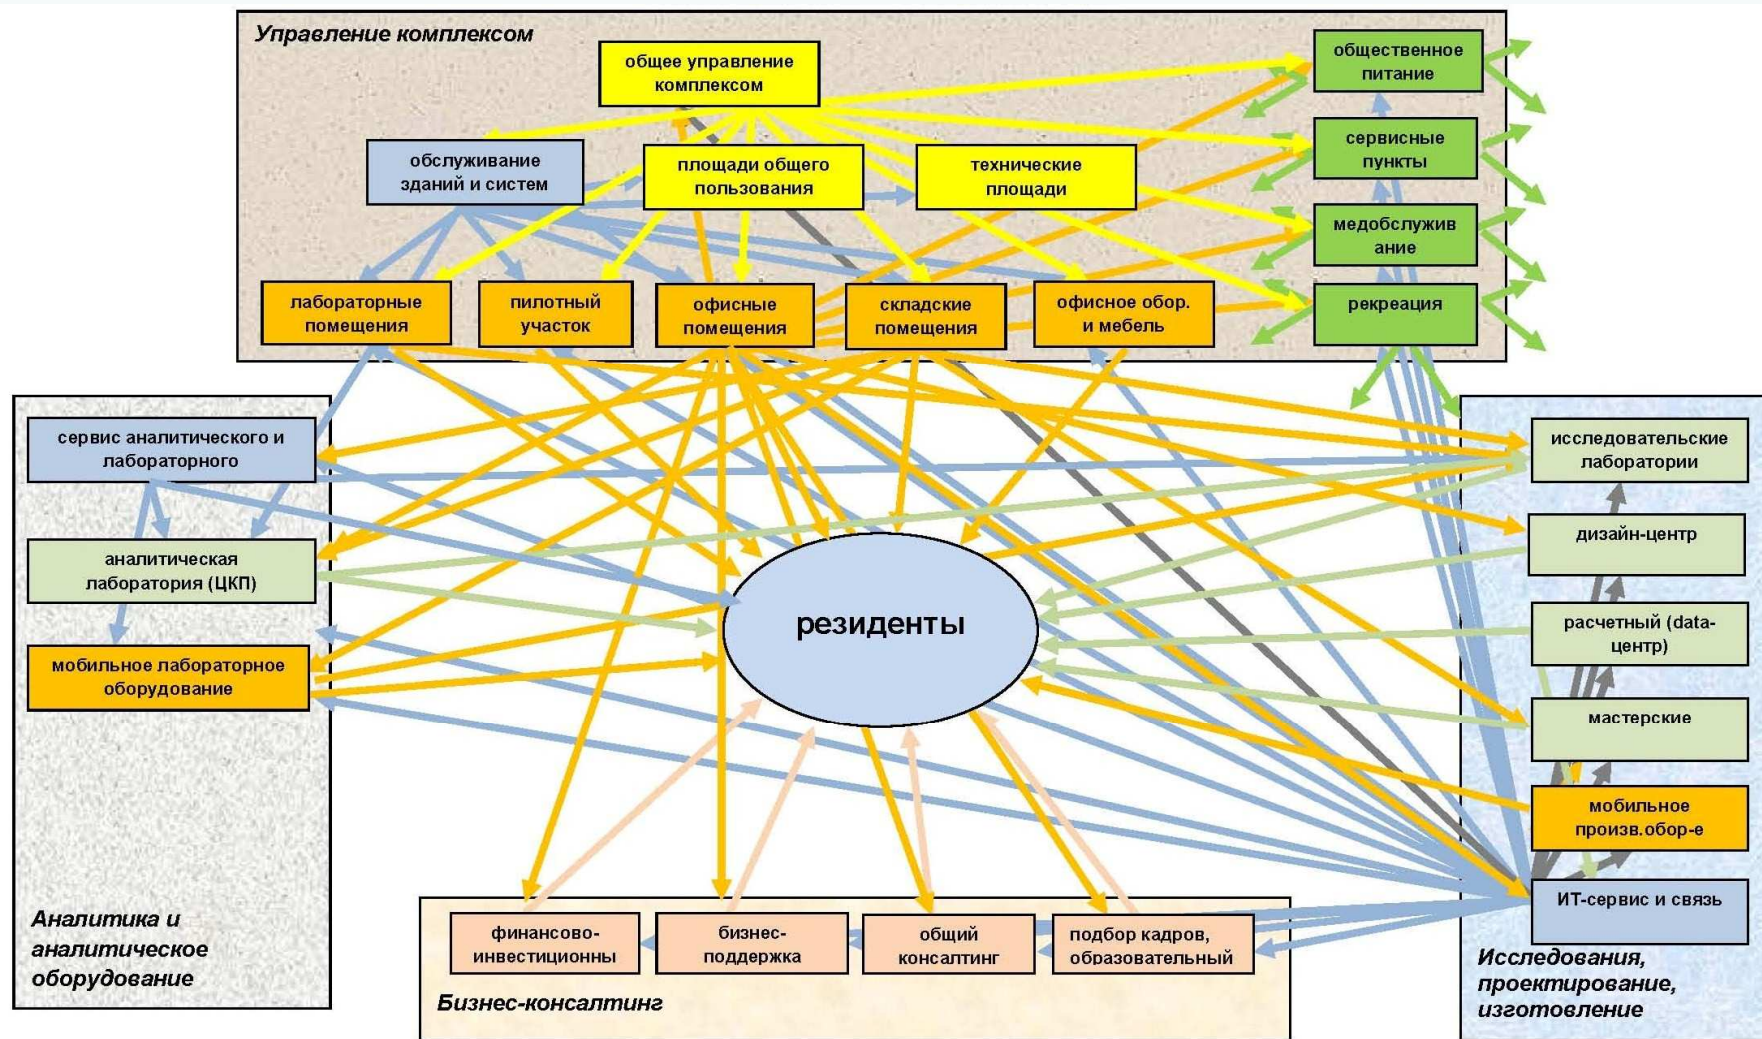 Управление комплексом
общее управление
комплексом
общественное
питание
обслуживание
зданий и систем
площади общего
пользования
технические
площади
сервисные
пункты
медобслужив
ание
лабораторные
помещения
пилотный
участок
офисные
помещения
складские
помещения
офисное обор.
и мебель
рекреация
сервис аналитического и
лабораторного
аналитическая
лаборатория (ЦКП)
мобильное лабораторное
оборудование
Аналитика и
аналитическое
оборудование
резиденты
исследовательские
лаборатории
дизайн-центр
расчетный (data-
центр)
мастерские
мобильное
произв.обор-е
ИТ-сервис и связь
Исследования,
проектирование,
изготовление
финансово-
инвестиционны
бизнес-
поддержка
общий
консалтинг
подбор кадров,
образовательный
Бизнес-консалтинг